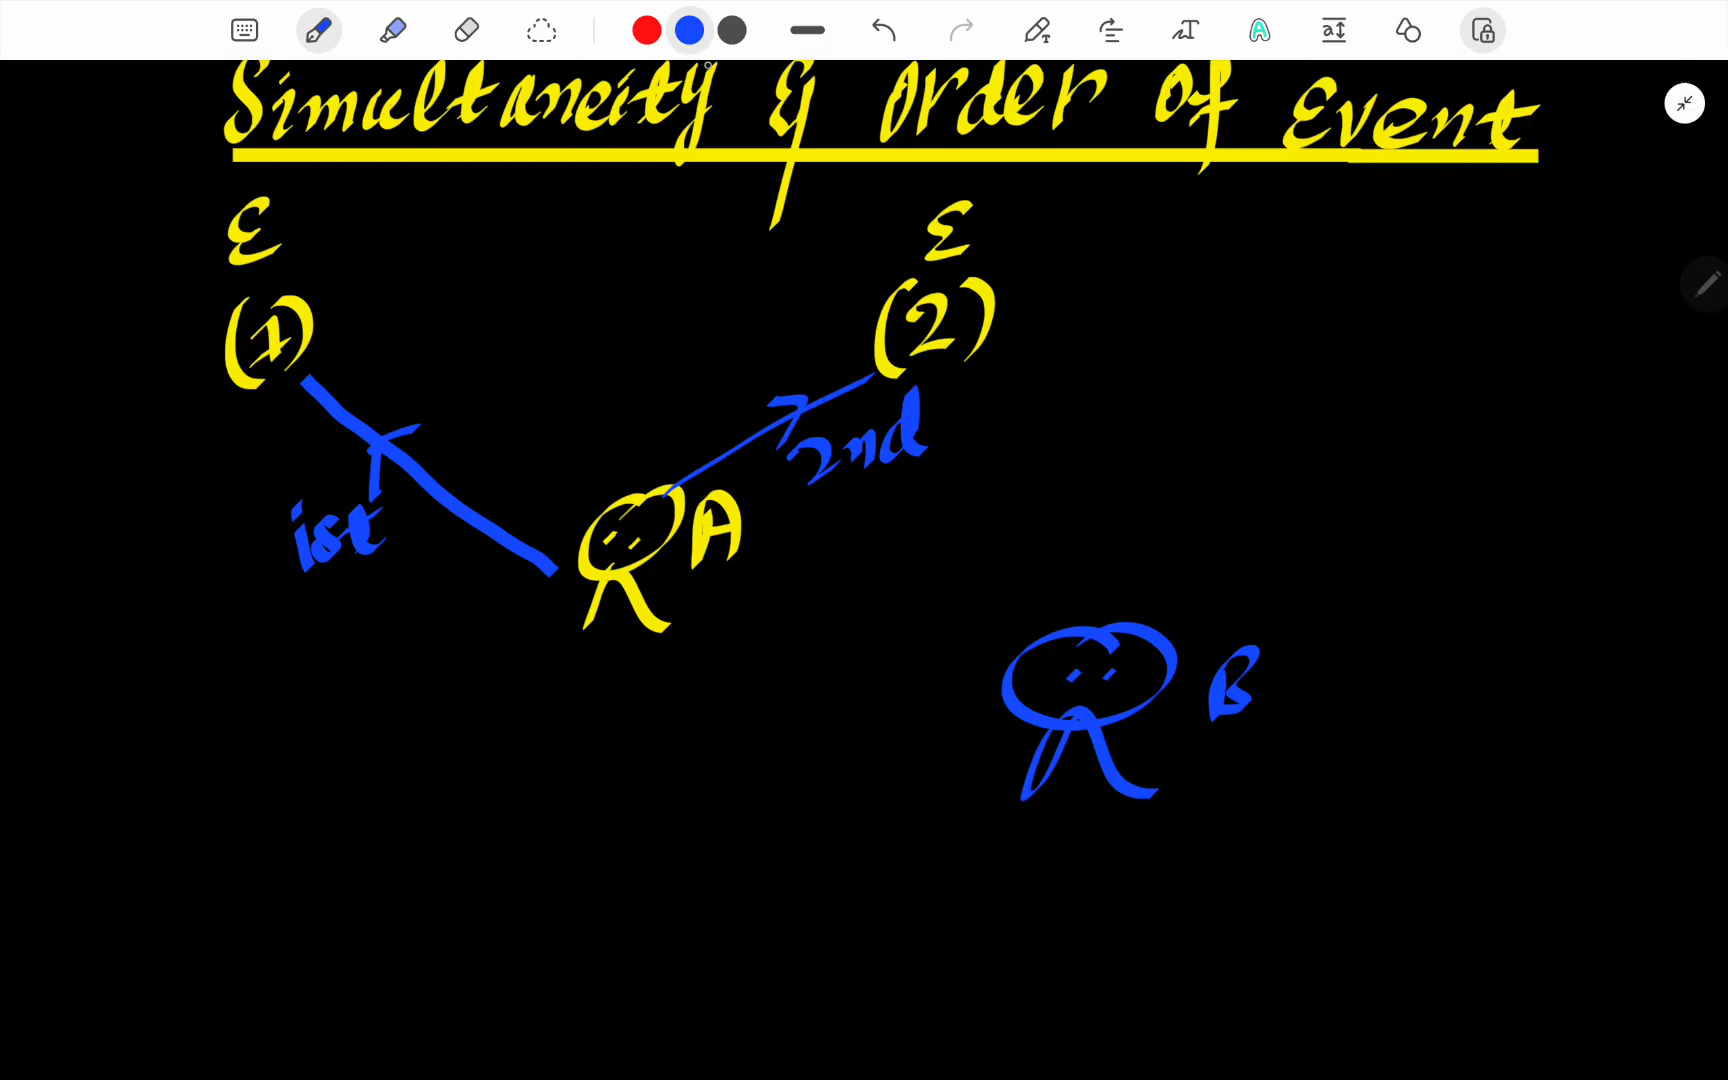 Simultaneity & Order of Event
E E
(1) (2)
1st 2nd
A
B